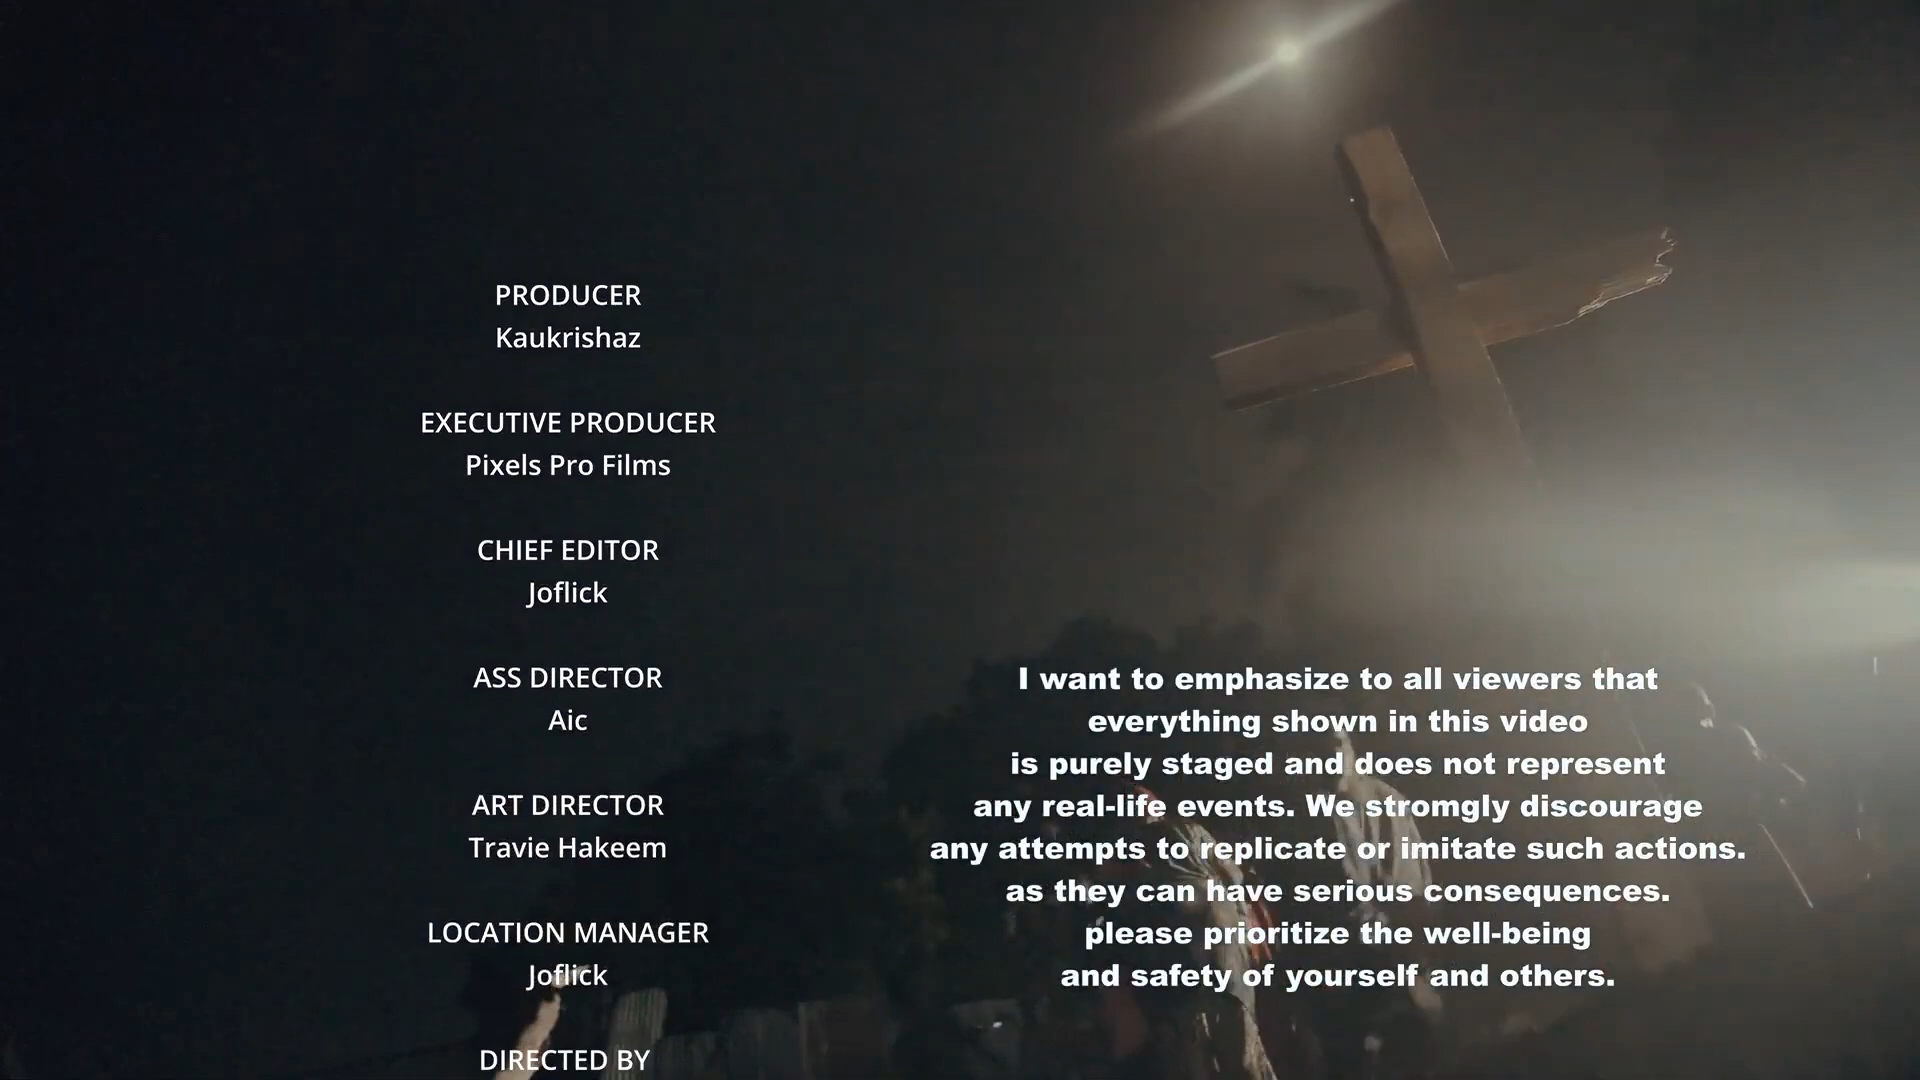 PRODUCER
Kaukrishaz
EXECUTIVE PRODUCER
Pixels Pro Films
CHIEF EDITOR
Joflick
ASS DIRECTOR
Aic
ART DIRECTOR
Travie Hakeem
LOCATION MANAGER
Joflick
DIRECTED BY
I want to emphasize to all viewers that
everything shown in this video
is purely staged and does not represent
any real-life events. We stromgly discourage
any attempts to replicate or imitate such actions.
as they can have serious consequences.
please prioritize the well-being
and safety of yourself and others.